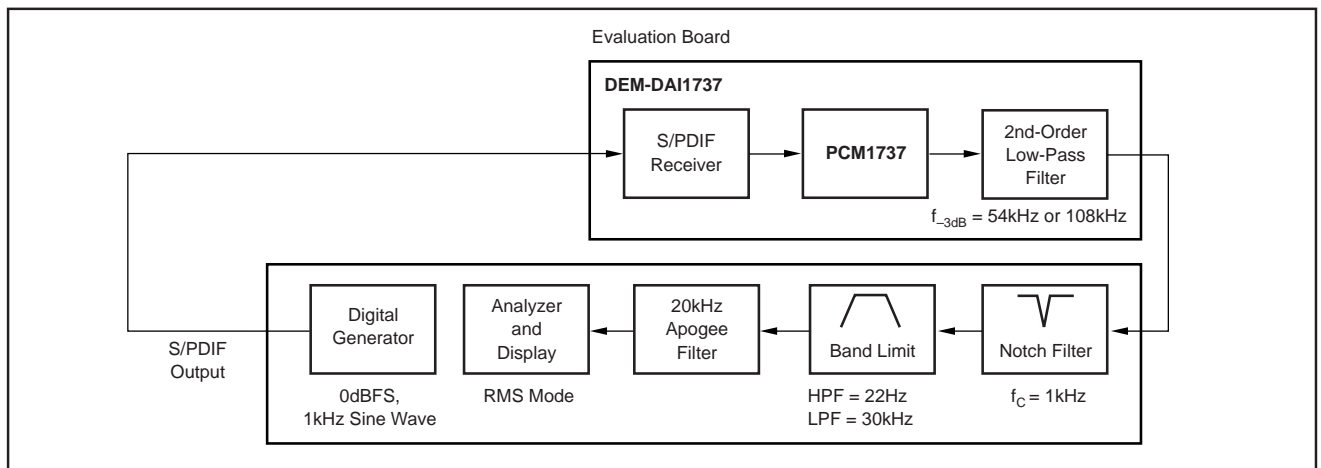 Evaluation Board
DEM-DAI1737
S/PDIF
Receiver
PCM1737
2nd-Order
Low-Pass
Filter
f–3dB = 54kHz or 108kHz
Digital
Generator
Analyzer
and
Display
20kHz
Apogee
Filter
Band Limit
Notch Filter
S/PDIF
Output
0dBFS,
1kHz Sine Wave
RMS Mode
HPF = 22Hz
LPF = 30kHz
fC = 1kHz